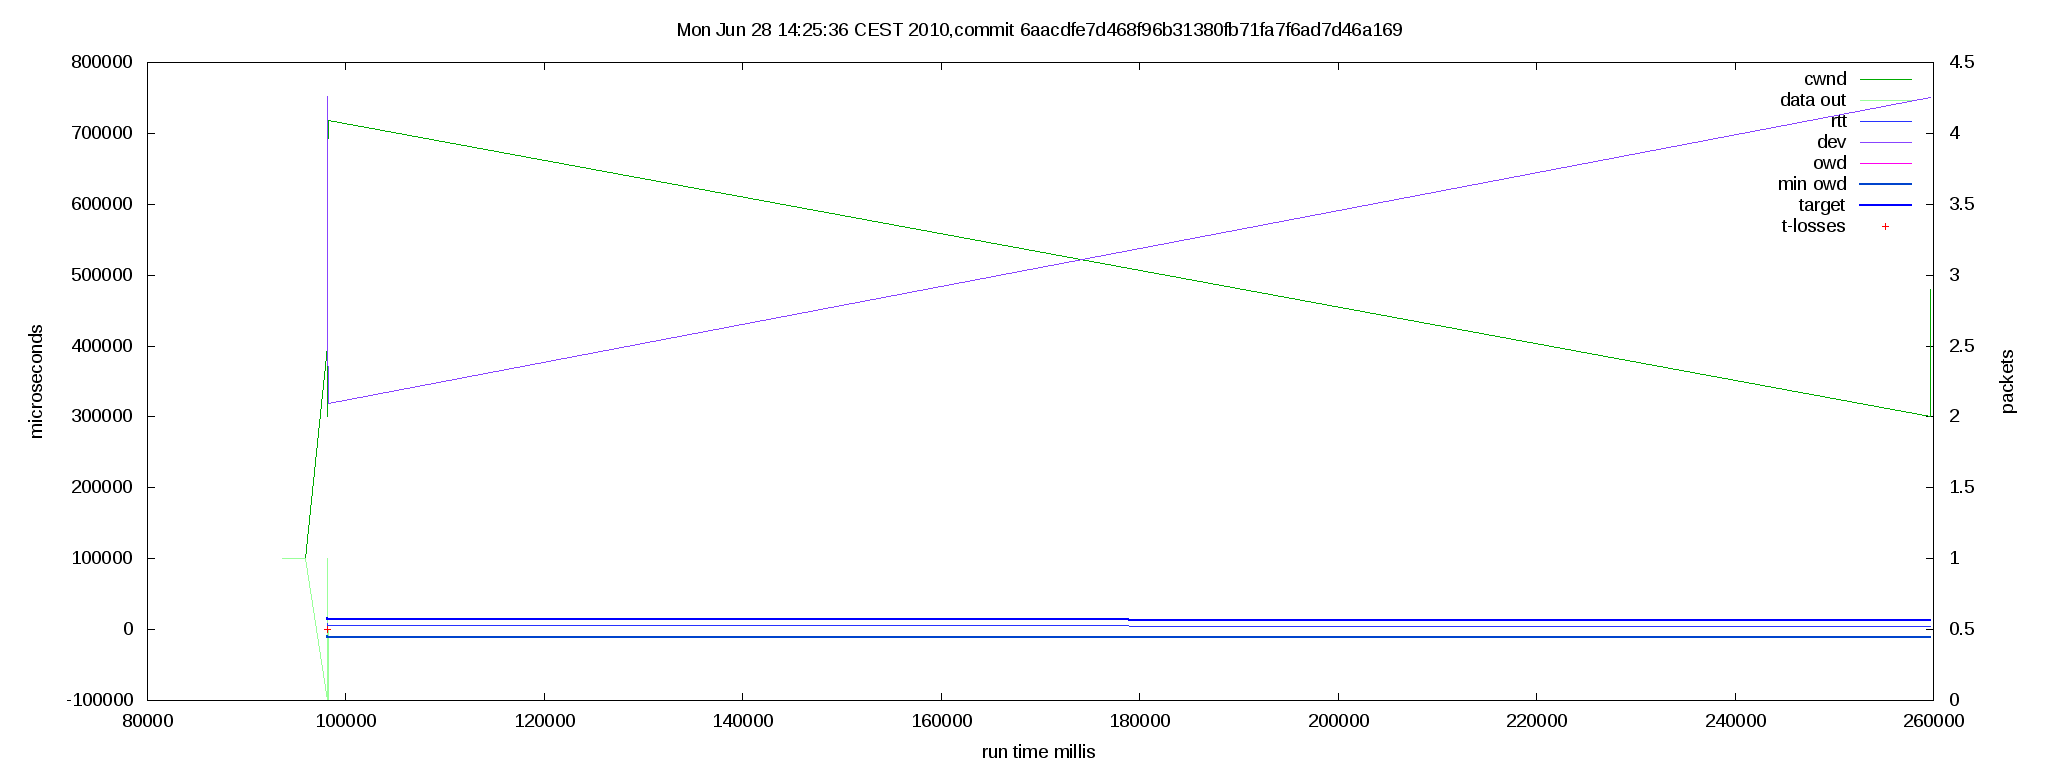 Mon Jun 28 14:25:36 CEST 2010,commit 6aacdfe7d468f96b31380fb71fa7f6ad7d46a169
800000
700000
600000
500000
400000
300000
200000
100000
0
-100000
microseconds
4.5
4
3.5
3
2.5
2
1.5
1
0.5
0
packets
cwnd
data out
rtt
dev
owd
min owd
target
t-losses
80000 100000 120000 140000 160000 180000 200000 220000 240000 260000
run time millis